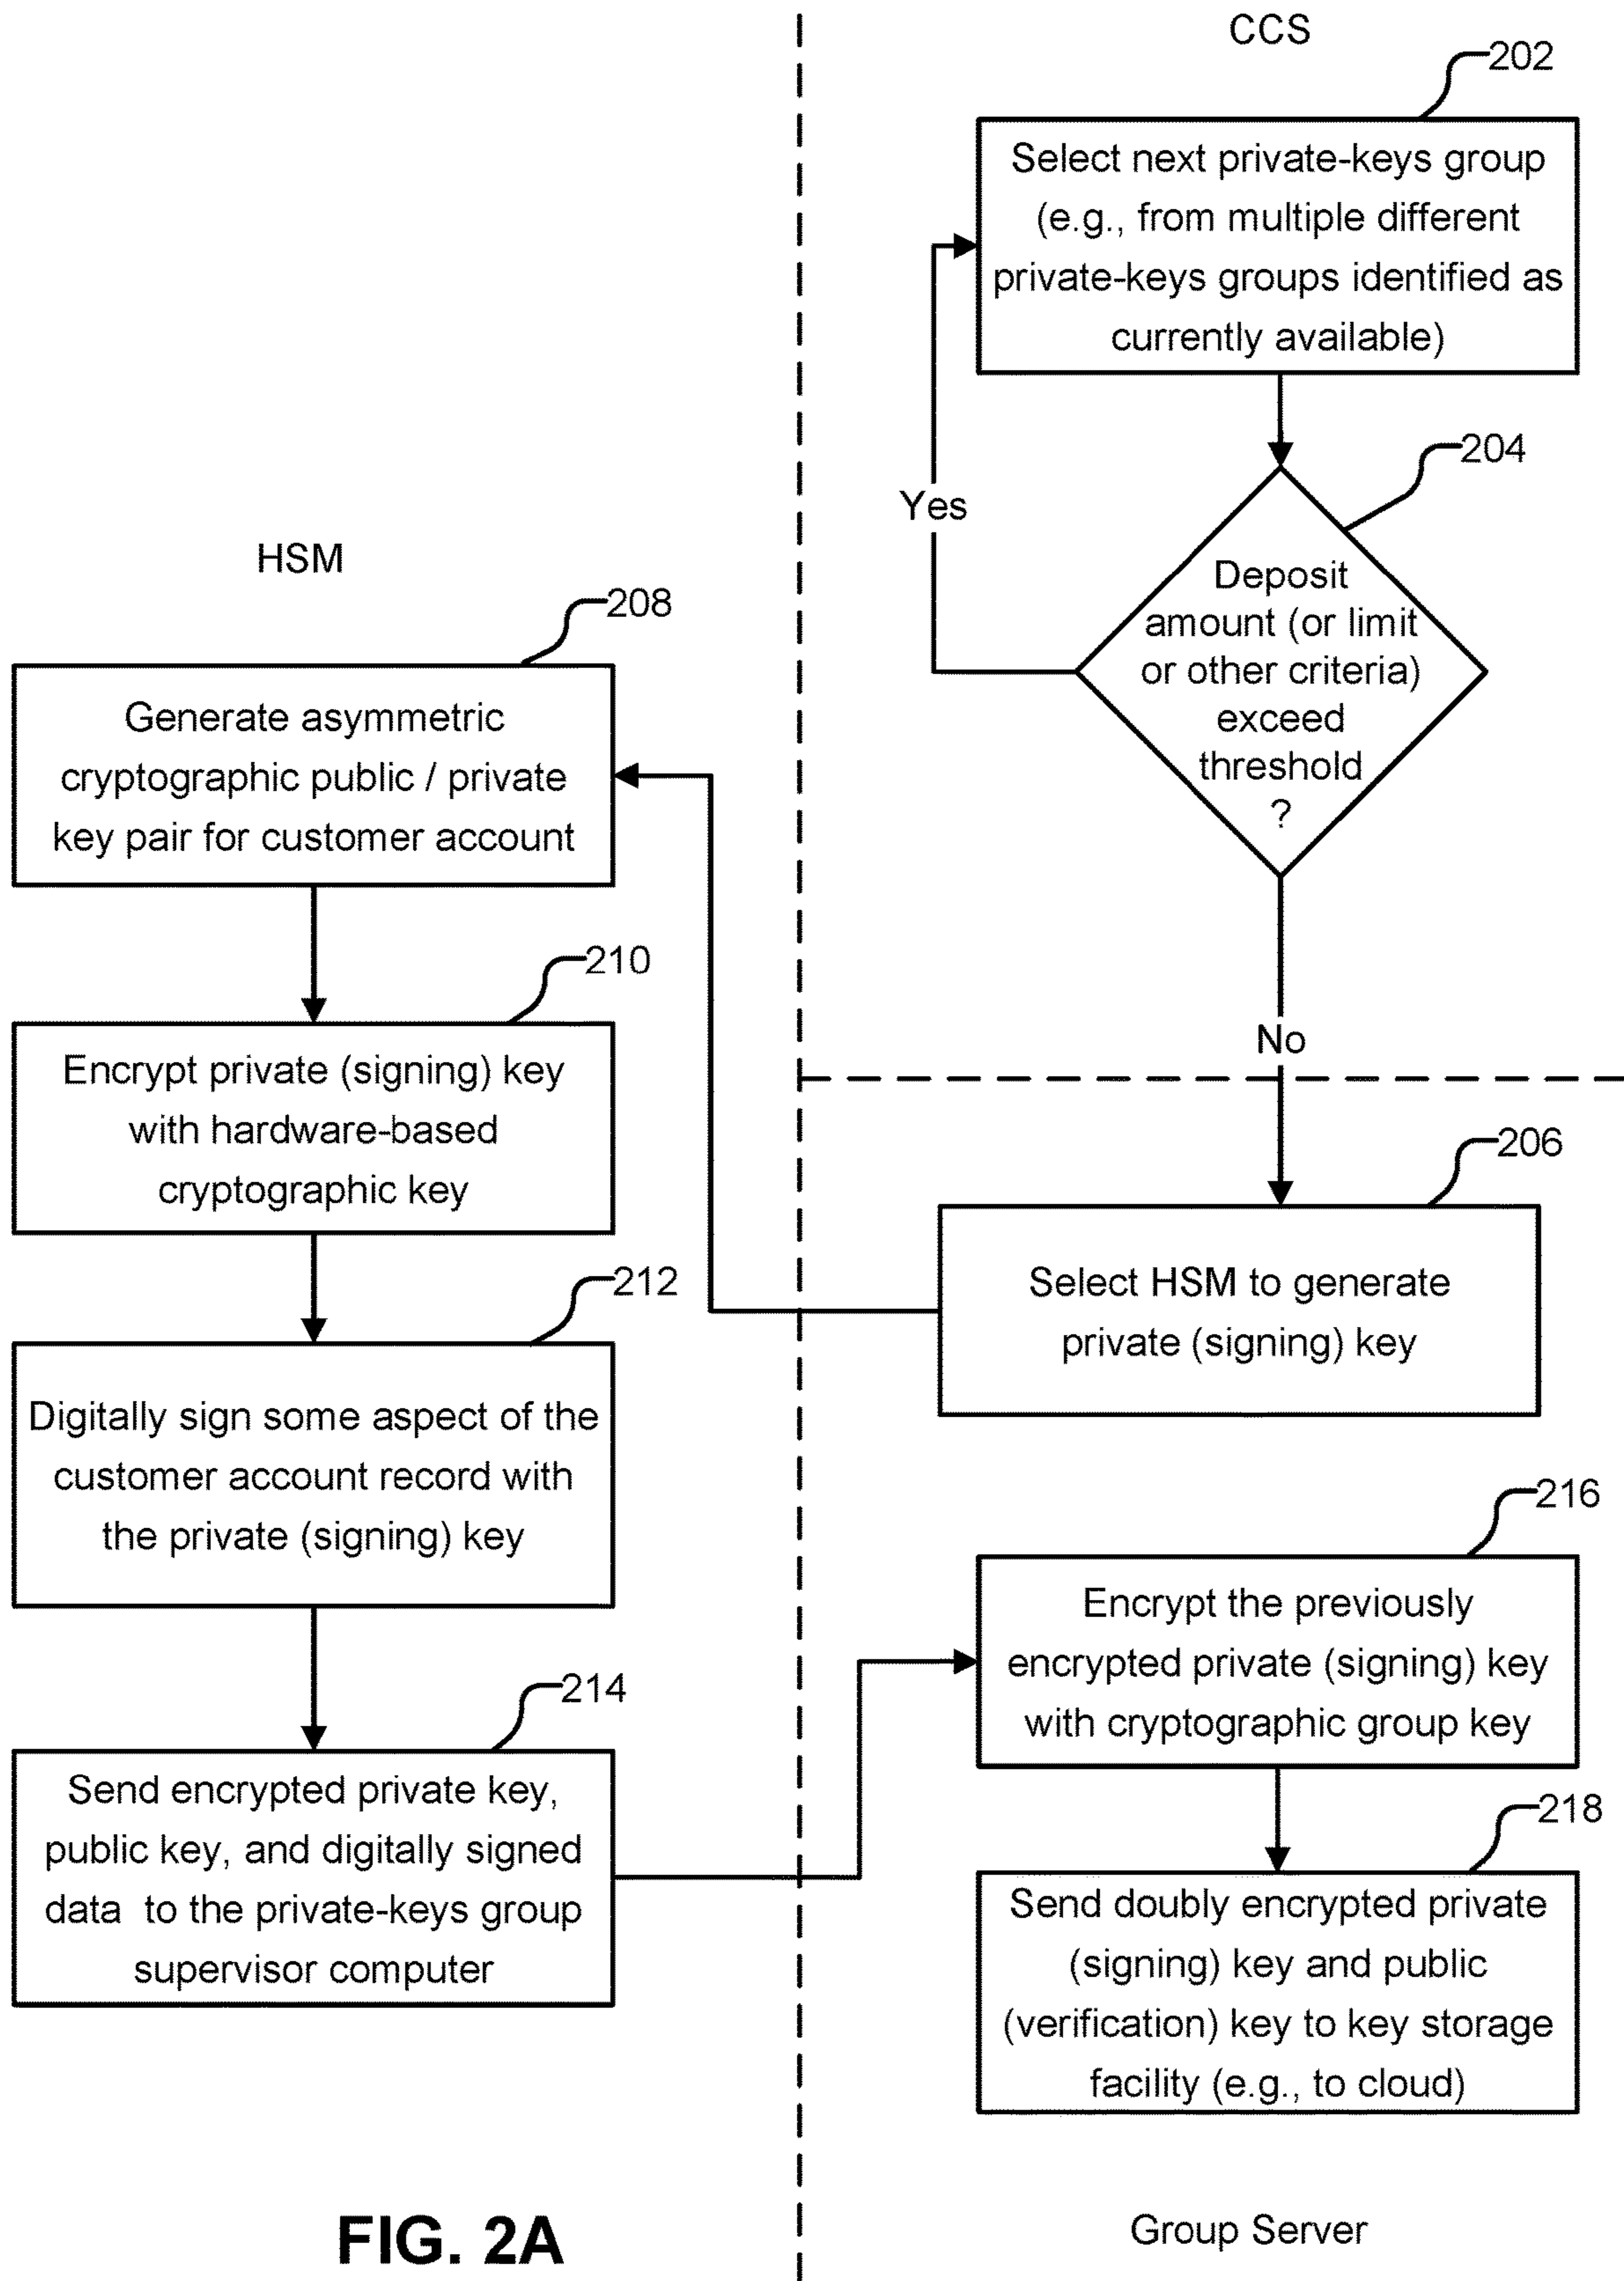 CCS
202
Select next private-keys group
(e.g., from multiple different
private-keys groups identified as
currently available)
204
Yes
Deposit
amount (or limit
or other criteria)
exceed
threshold
?
No
206
Select HSM to generate
private (signing) key
HSM
208
Generate asymmetric
cryptographic public / private
key pair for customer account
210
Encrypt private (signing) key
with hardware-based
cryptographic key
212
Digitally sign some aspect of the
customer account record with
the private (signing) key
214
Send encrypted private key,
public key, and digitally signed
data to the private-keys group
supervisor computer
216
Encrypt the previously
encrypted private (signing) key
with cryptographic group key
218
Send doubly encrypted private
(signing) key and public
(verification) key to key storage
facility (e.g., to cloud)
Group Server
FIG. 2A